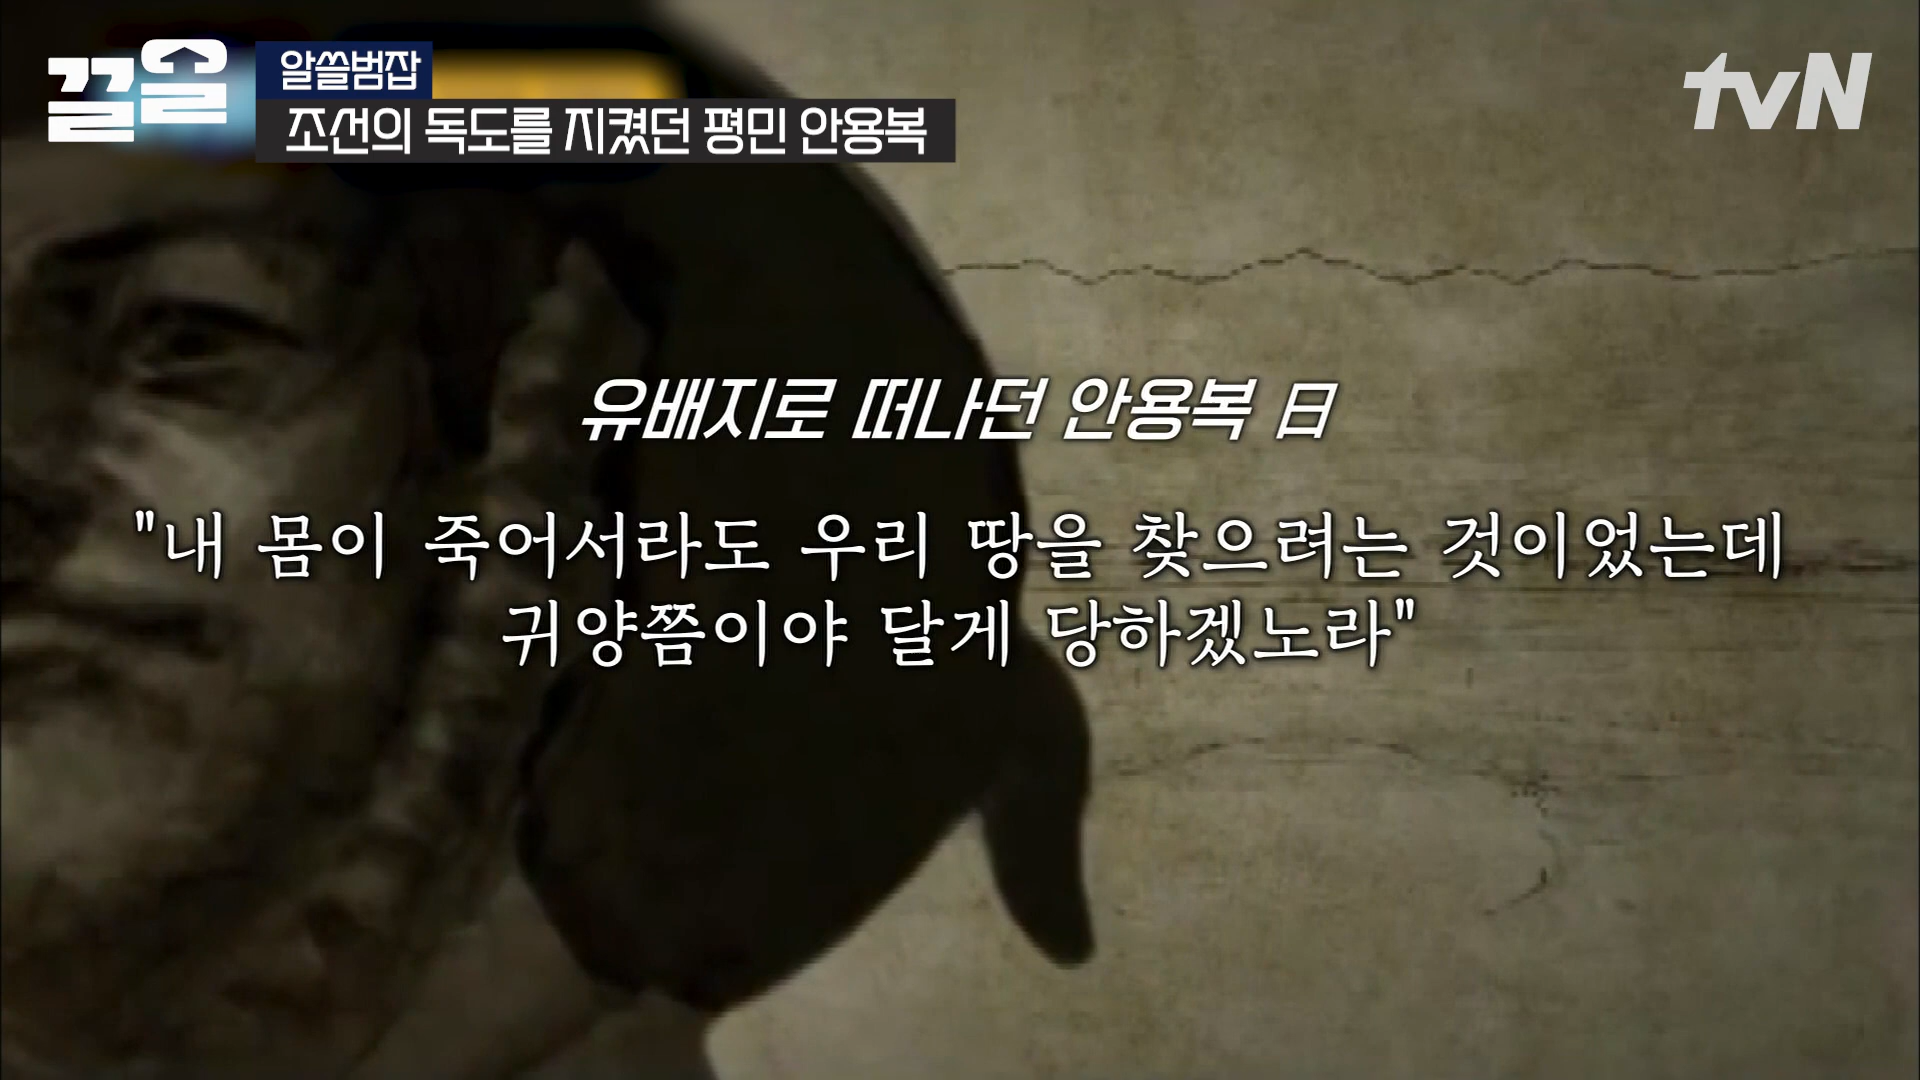 끌올
알쓸범잡
조선의 독도를 지켰던 평민 안용복
tvN
유배지로 떠나던 안용복 曰
"내 몸이 죽어서라도 우리 땅을 찾으려는 것이었는데
귀양쯤이야 달게 당하겠노라"